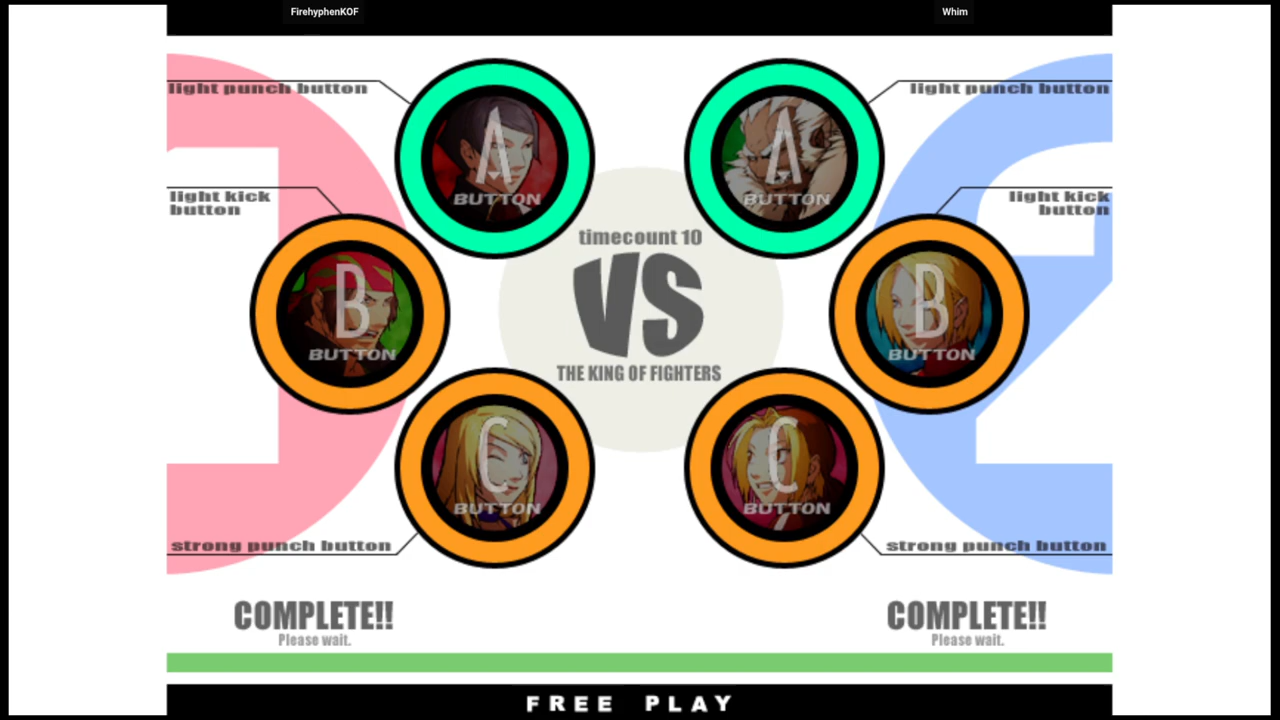 FirehyphenKOF
Whim
light punch button
light punch button
A
BUTTON
A
BUTTON
light kick
button
light kick
button
timecount 10
VS
THE KING OF FIGHTERS
B
BUTTON
B
BUTTON
C
BUTTON
C
BUTTON
strong punch button
strong punch button
COMPLETE!!
Please wait.
COMPLETE!!
Please wait.
FREE PLAY